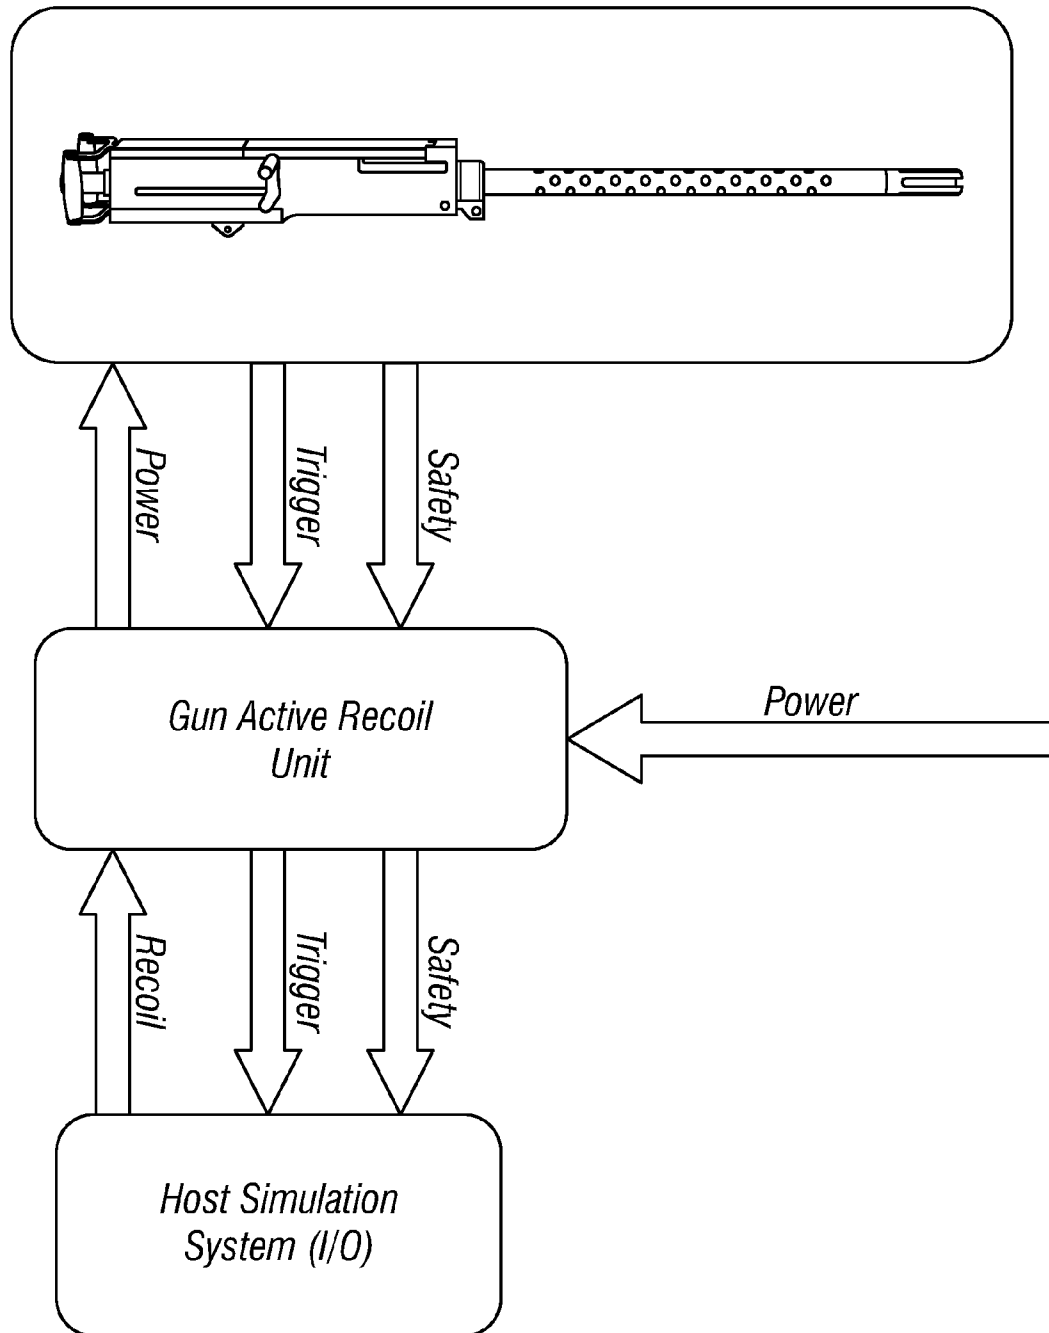 Power
Trigger
Safety
Gun Active Recoil
Unit
Power
Recoil
Trigger
Safety
Host Simulation
System (I/O)